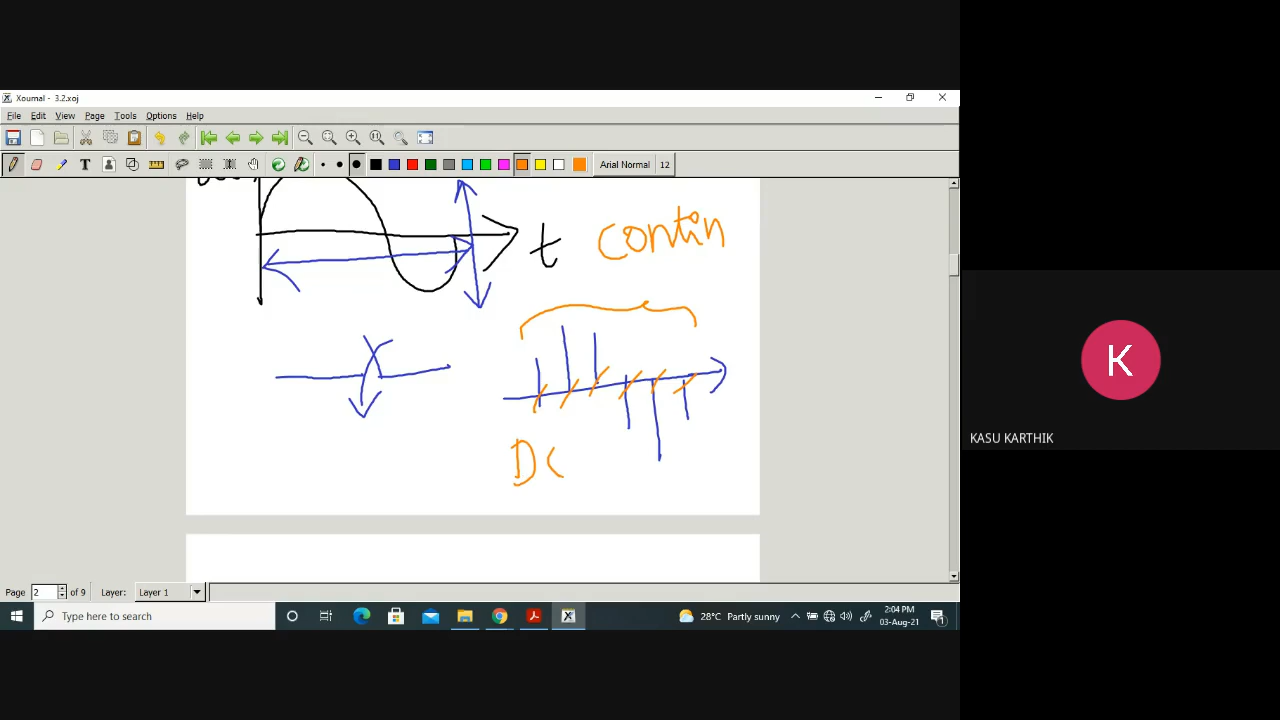 Xournal - 3.2.xoj
File Edit View Page Tools Options Help
Arial Normal 12
t contin
D
Page 2 of 9 Layer: Layer 1
Type here to search
28°C Partly sunny
2:04 PM
03-Aug-21
1
K
KASU KARTHIK